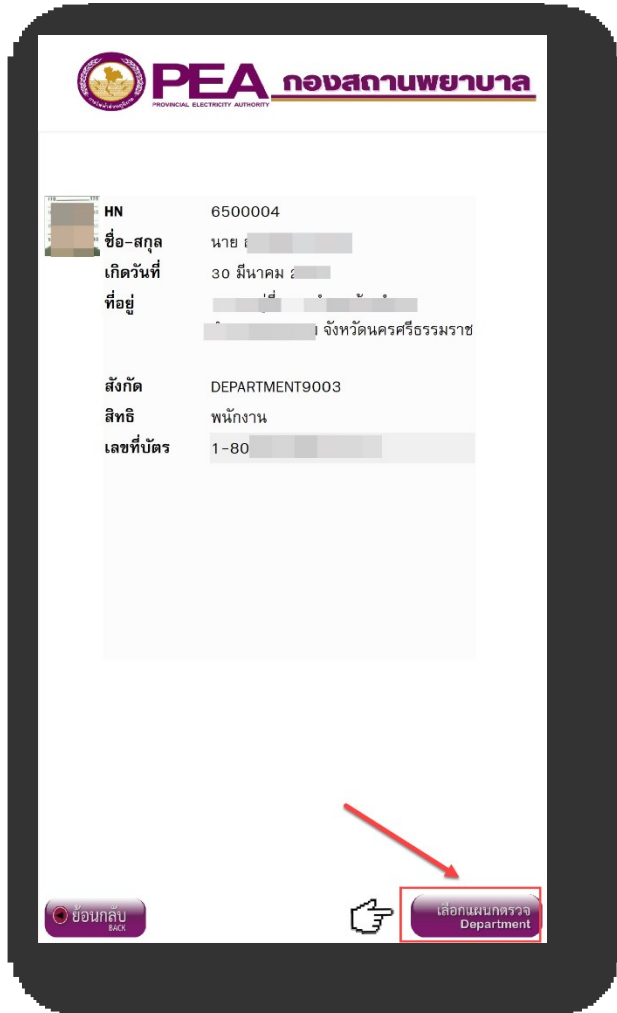 PEA กองสถานพยาบาล
PROVINCIAL ELECTRICITY AUTHORITY
HN 6500004
ชื่อ-สกุล นาย
เกิดวันที่ 30 มีนาคม
ที่อยู่
จังหวัดนครศรีธรรมราช
สังกัด DEPARTMENT9003
สิทธิ พนักงาน
เลขที่บัตร 1-80
ย้อนกลับ
BACK
เลือกแผนกตรวจ
Department